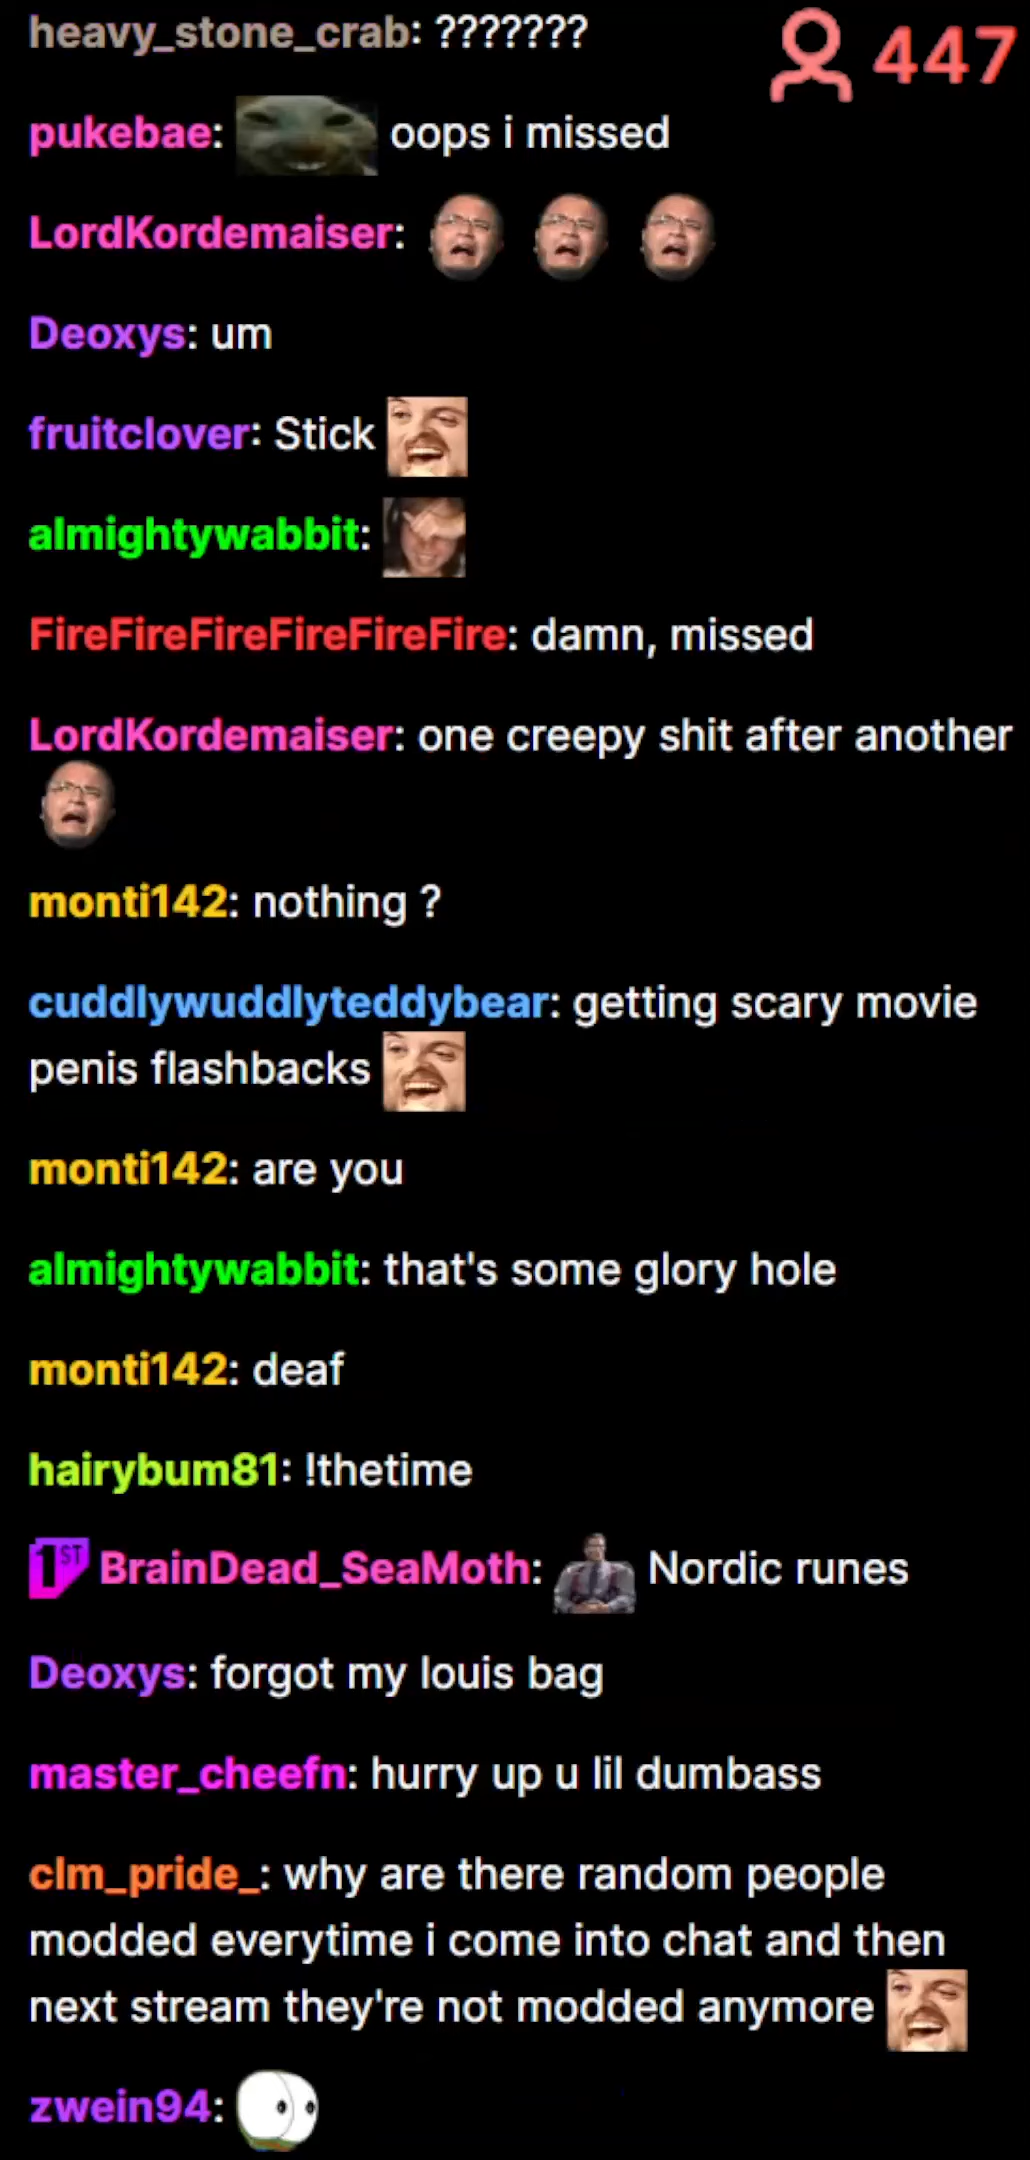 heavy_stone_crab: ???????
447
pukebae: oops i missed
LordKordemaiser:
Deoxys: um
fruitclover: Stick
almightywabbit:
FireFireFireFireFireFire: damn, missed
LordKordemaiser: one creepy shit after another
monti142: nothing ?
cuddlywuddlyteddybear: getting scary movie
penis flashbacks
monti142: are you
almightywabbit: that's some glory hole
monti142: deaf
hairybum81: !thetime
1ST BrainDead_SeaMoth: Nordic runes
Deoxys: forgot my louis bag
master_cheefn: hurry up u lil dumbass
clm_pride_: why are there random people
modded everytime i come into chat and then
next stream they're not modded anymore
zwein94: